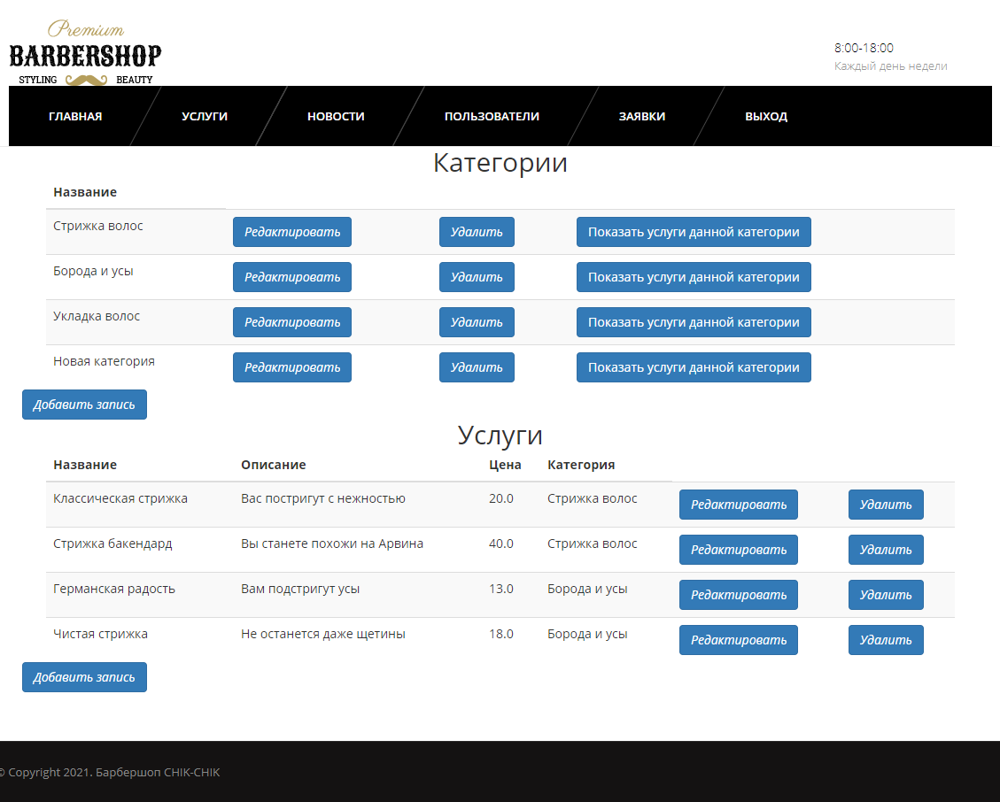 Premium
BARBERSHOP
STYLING BEAUTY
8:00-18:00
Каждый день недели
ГЛАВНАЯ УСЛУГИ НОВОСТИ ПОЛЬЗОВАТЕЛИ ЗАЯВКИ ВЫХОД
Категории
Название
Стрижка волос Редактировать Удалить Показать услуги данной категории
Борода и усы Редактировать Удалить Показать услуги данной категории
Укладка волос Редактировать Удалить Показать услуги данной категории
Новая категория Редактировать Удалить Показать услуги данной категории
Добавить запись
Услуги
Название Описание Цена Категория
Классическая стрижка Вас постригут с нежностью 20.0 Стрижка волос Редактировать Удалить
Стрижка бакендард Вы станете похожи на Арвина 40.0 Стрижка волос Редактировать Удалить
Германская радость Вам подстригут усы 13.0 Борода и усы Редактировать Удалить
Чистая стрижка Не останется даже щетины 18.0 Борода и усы Редактировать Удалить
Добавить запись
© Copyright 2021. Барбершоп CHIK-CHIK